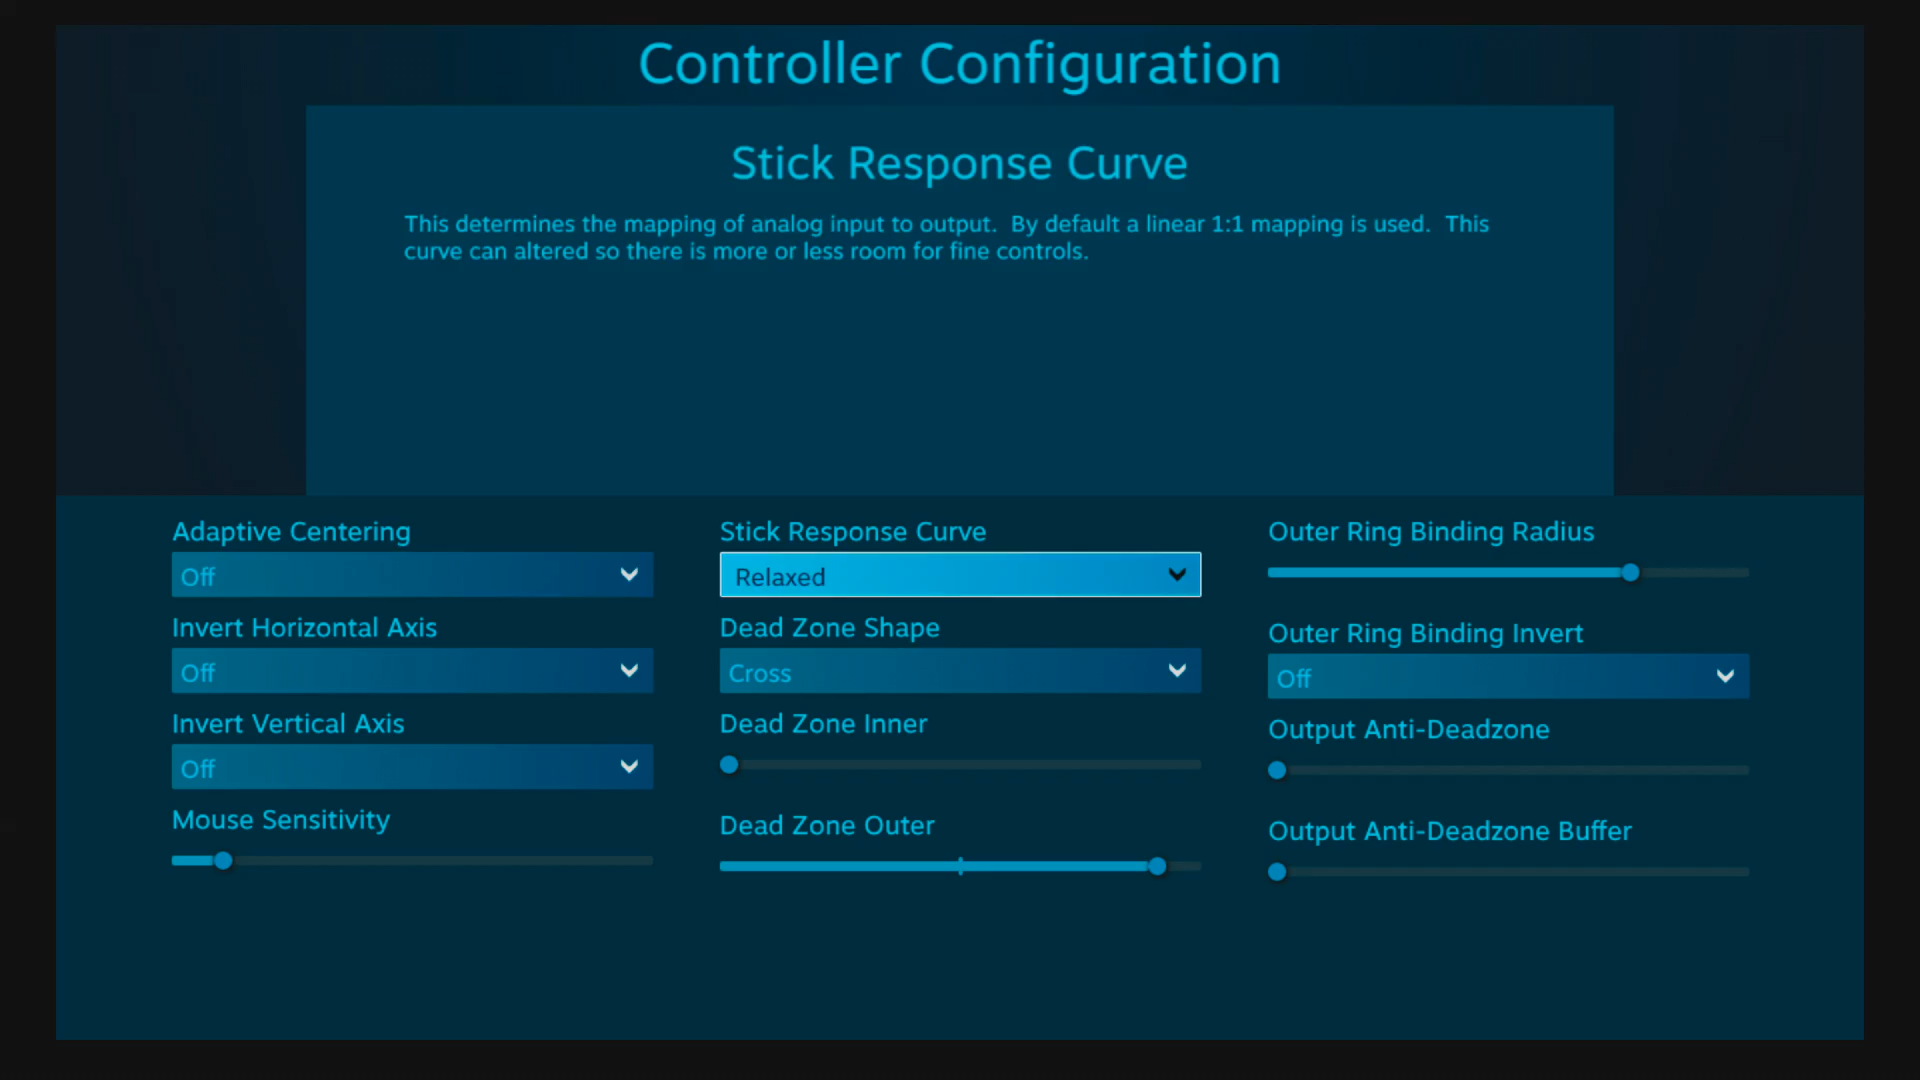 Controller Configuration
Stick Response Curve
This determines the mapping of analog input to output.  By default a linear 1:1 mapping is used.  This
curve can altered so there is more or less room for fine controls.
Adaptive Centering
Off
Invert Horizontal Axis
Off
Invert Vertical Axis
Off
Mouse Sensitivity
Stick Response Curve
Relaxed
Dead Zone Shape
Cross
Dead Zone Inner
Dead Zone Outer
Outer Ring Binding Radius
Outer Ring Binding Invert
Off
Output Anti-Deadzone
Output Anti-Deadzone Buffer